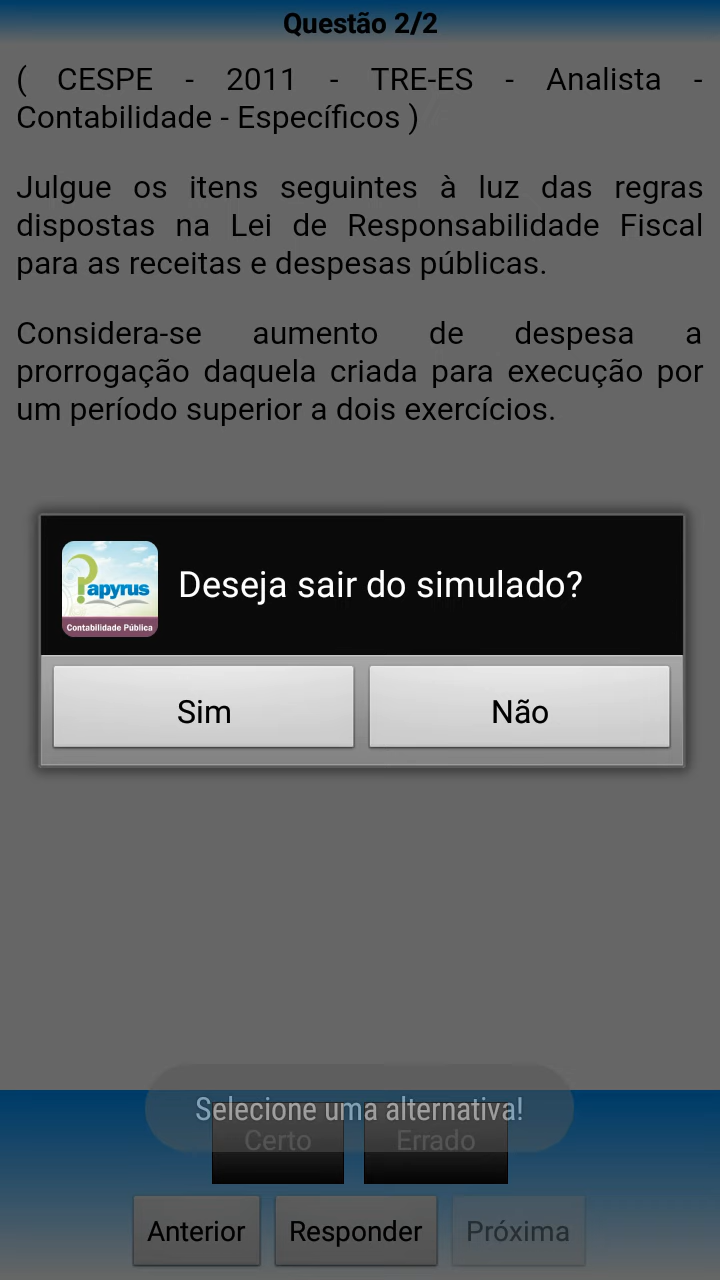 Questão 2/2
( CESPE - 2011 - TRE-ES - Analista -
Contabilidade - Específicos )
Julgue os itens seguintes à luz das regras
dispostas na Lei de Responsabilidade Fiscal
para as receitas e despesas públicas.
Considera-se aumento de despesa a
prorrogação daquela criada para execução por
um período superior a dois exercícios.
Papyrus
Contabilidade Pública
Deseja sair do simulado?
Sim Não
Selecione uma alternativa!
Certo Errado
Anterior Responder Próxima